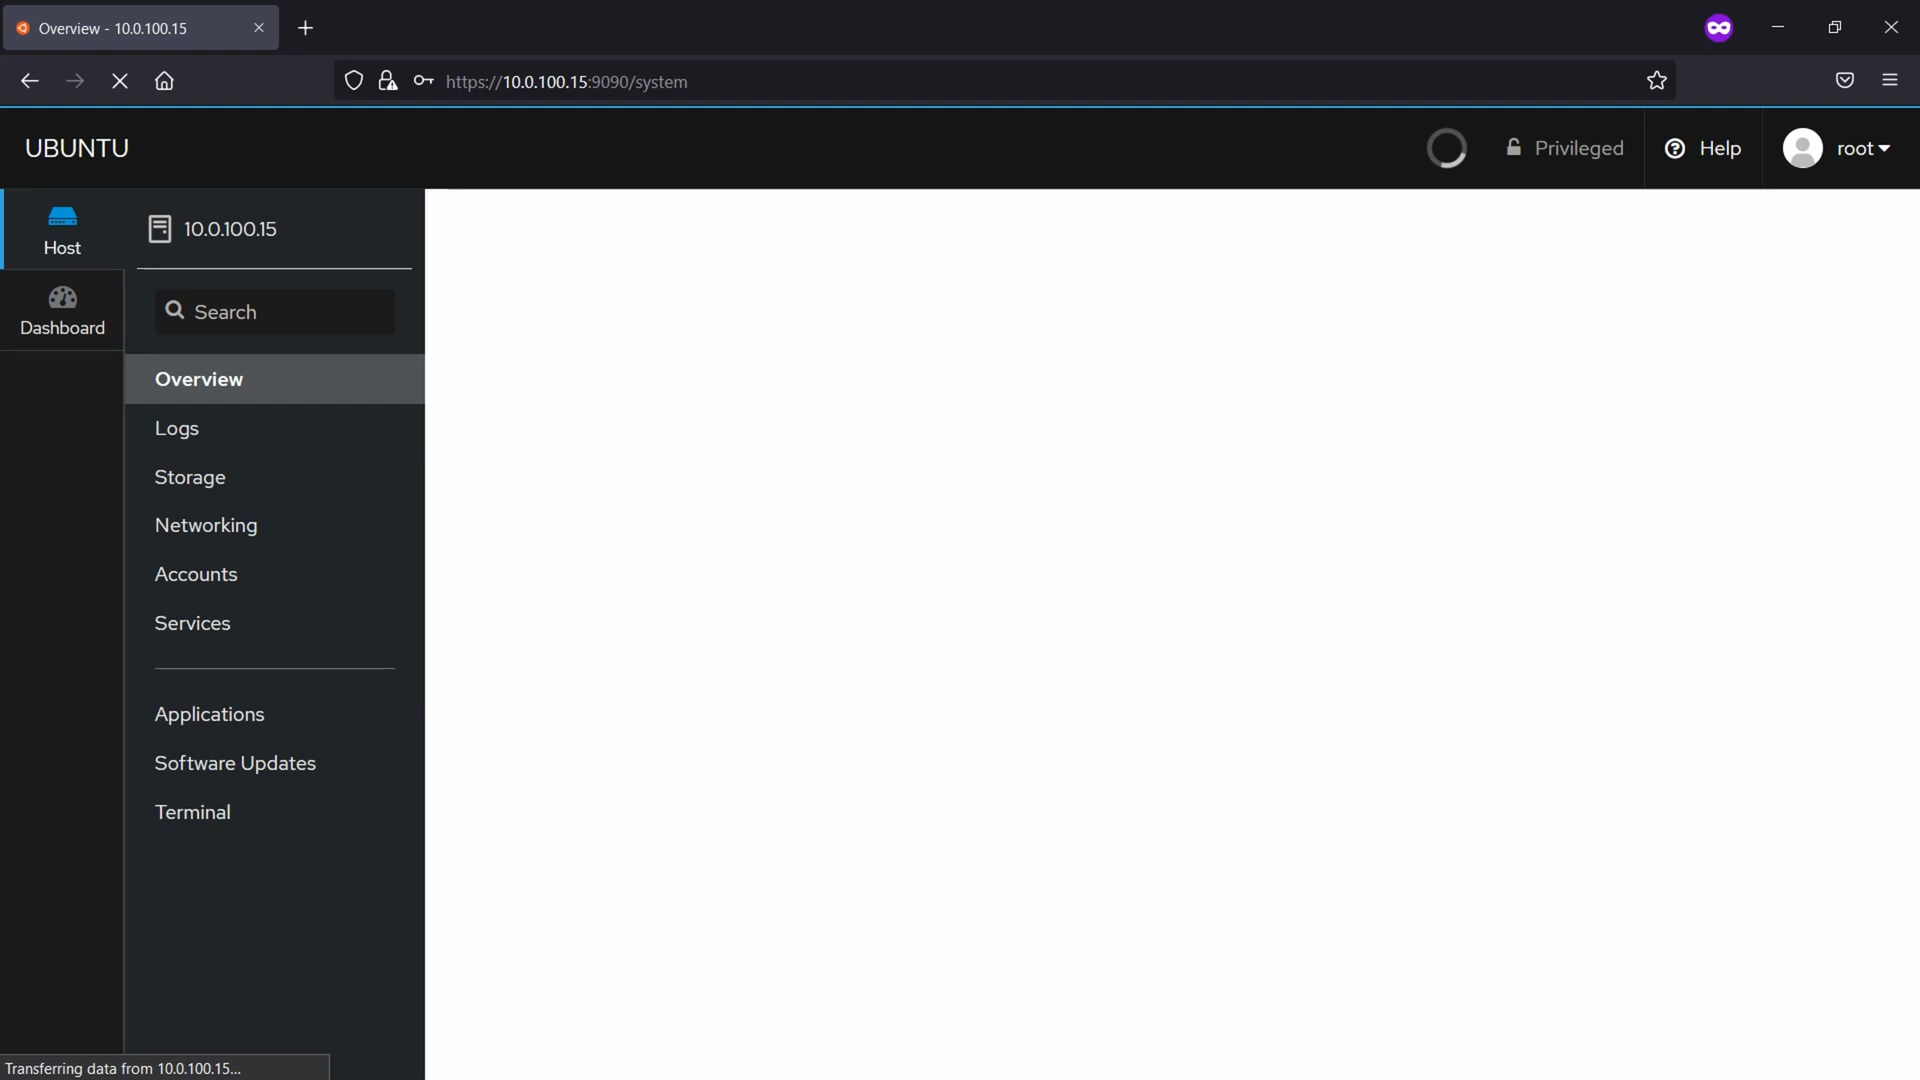 Overview - 10.0.100.15
https://10.0.100.15:9090/system
UBUNTU
Privileged
Help
root
Host
10.0.100.15
Dashboard
Search
Overview
Logs
Storage
Networking
Accounts
Services
Applications
Software Updates
Terminal
Transferring data from 10.0.100.15...